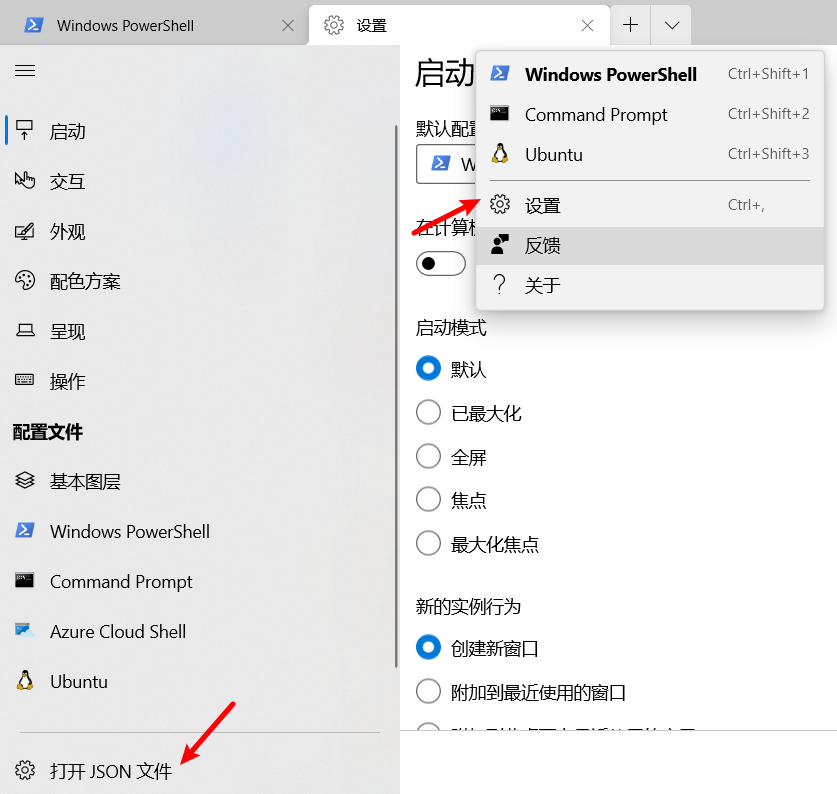 Windows PowerShell
设置
启动
交互
外观
配色方案
呈现
操作
配置文件
基本图层
Windows PowerShell
Command Prompt
Azure Cloud Shell
Ubuntu
打开 JSON 文件
启动
默认配
W
在计算
启动模式
默认
已最大化
全屏
焦点
最大化焦点
新的实例行为
创建新窗口
附加到最近使用的窗口
Windows PowerShell Ctrl+Shift+1
Command Prompt Ctrl+Shift+2
Ubuntu Ctrl+Shift+3
设置 Ctrl+,
反馈
关于